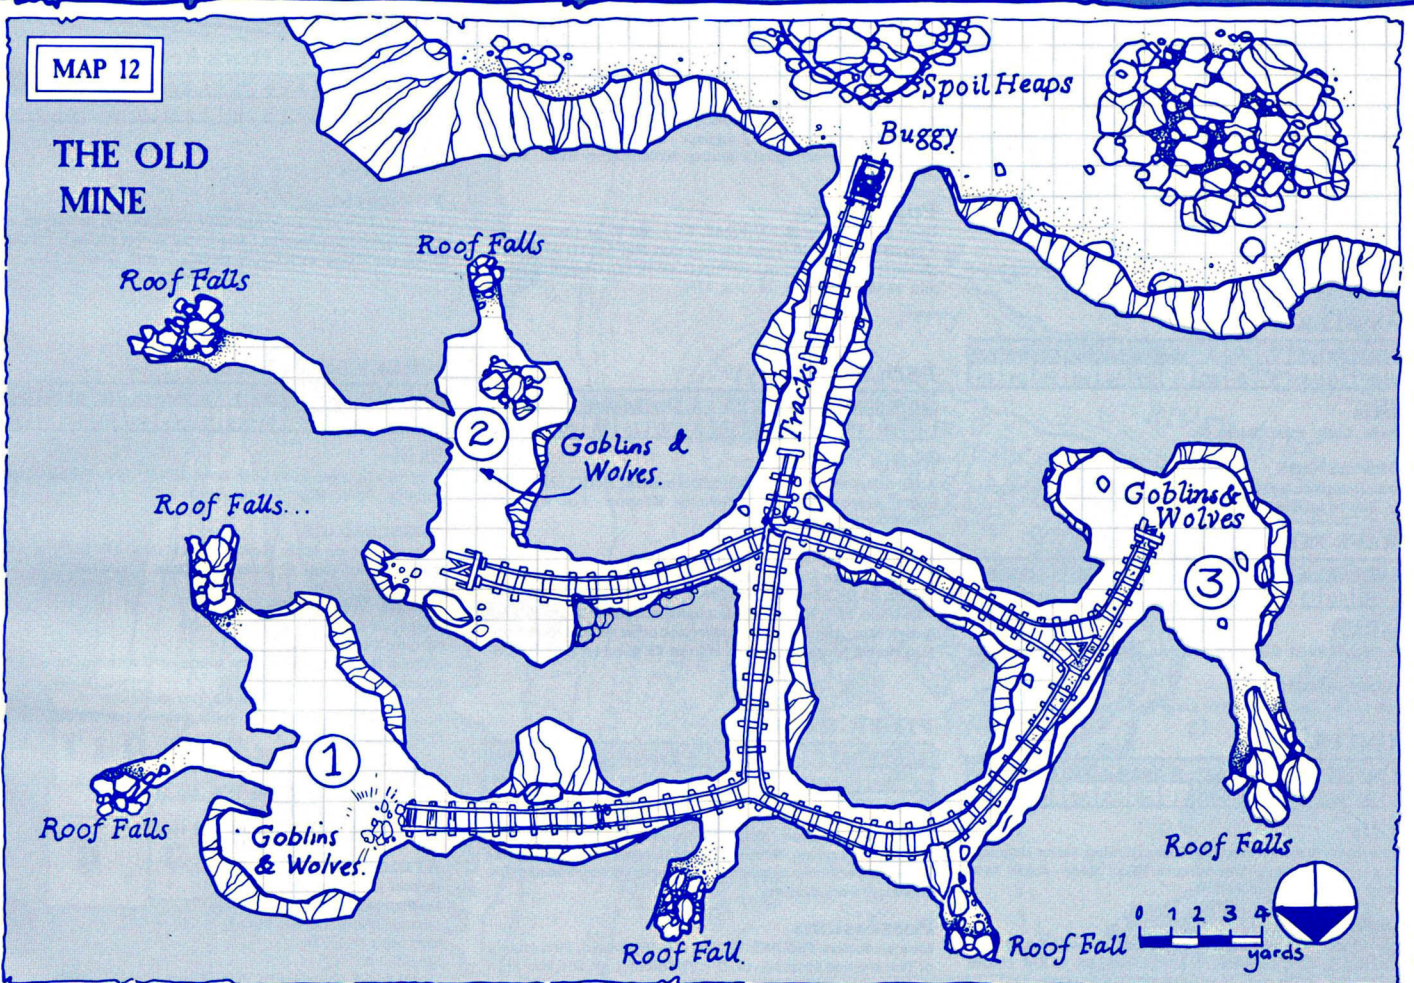 MAP 12
THE OLD
MINE
Spoil Heaps
Buggy.
Roof Falls
Roof Falls
Tracks
2
Goblins &
Wolves.
Goblins &
Wolves
3
Roof Falls...
1
Goblins
& Wolves.
Roof Falls
Roof Falls
Roof Fall.
Roof Fall
0 1 2 3 4
yards